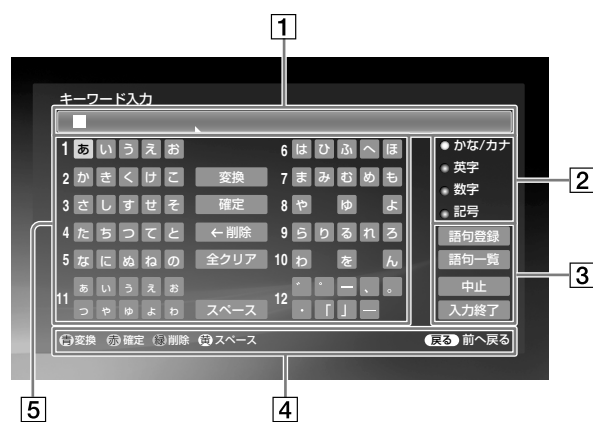 1
キーワード入力
1 あ い う え お
6 は ひ ふ へ ほ
かな/カナ
2 か き く け こ 変換
7 ま み む め も
英字
2
3 さ し す せ そ 確定
8 や ゆ よ
数字
記号
4 た ち つ て と ←削除
9 ら り る れ ろ
語句登録
5 な に ぬ ね の 全クリア
10 わ を ん
語句一覧
3
11 ぁ ぃ ぅ ぇ ぉ
12 ゛ ゜ ー 、 。
中止
っ ゃ ゅ ょ ゎ スペース
・ 「 」 ―
入力終了
青 変換 赤 確定 緑 削除 黄 スペース
戻る 前へ戻る
5
4